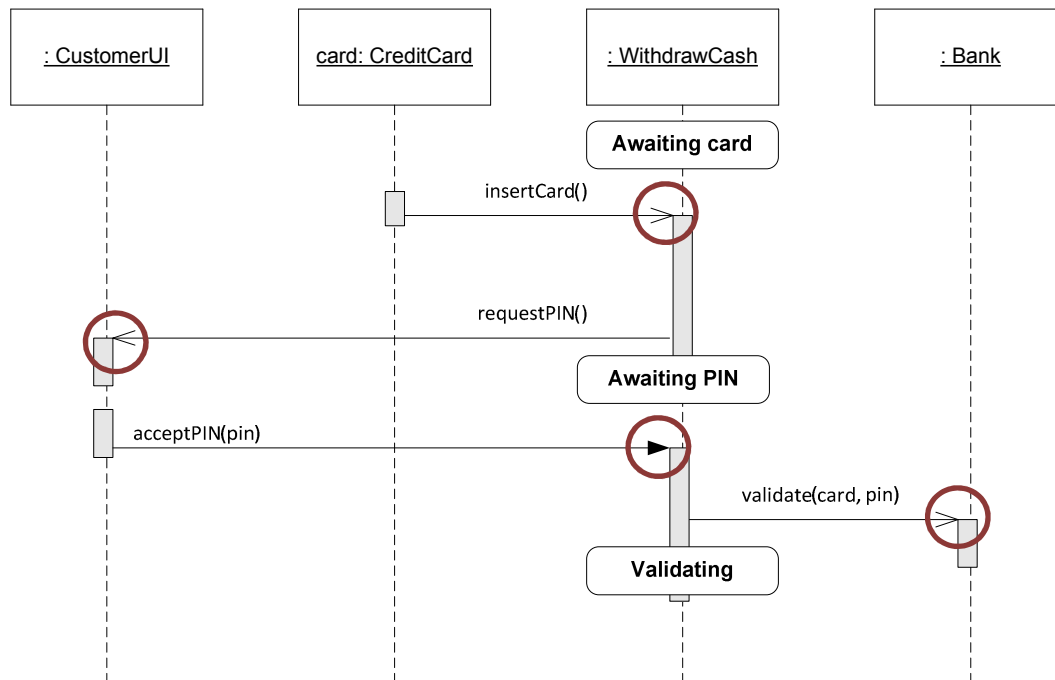 : CustomerUI
card: CreditCard
: WithdrawCash
: Bank
Awaiting card
insertCard()
requestPIN()
Awaiting PIN
acceptPIN(pin)
validate(card, pin)
Validating